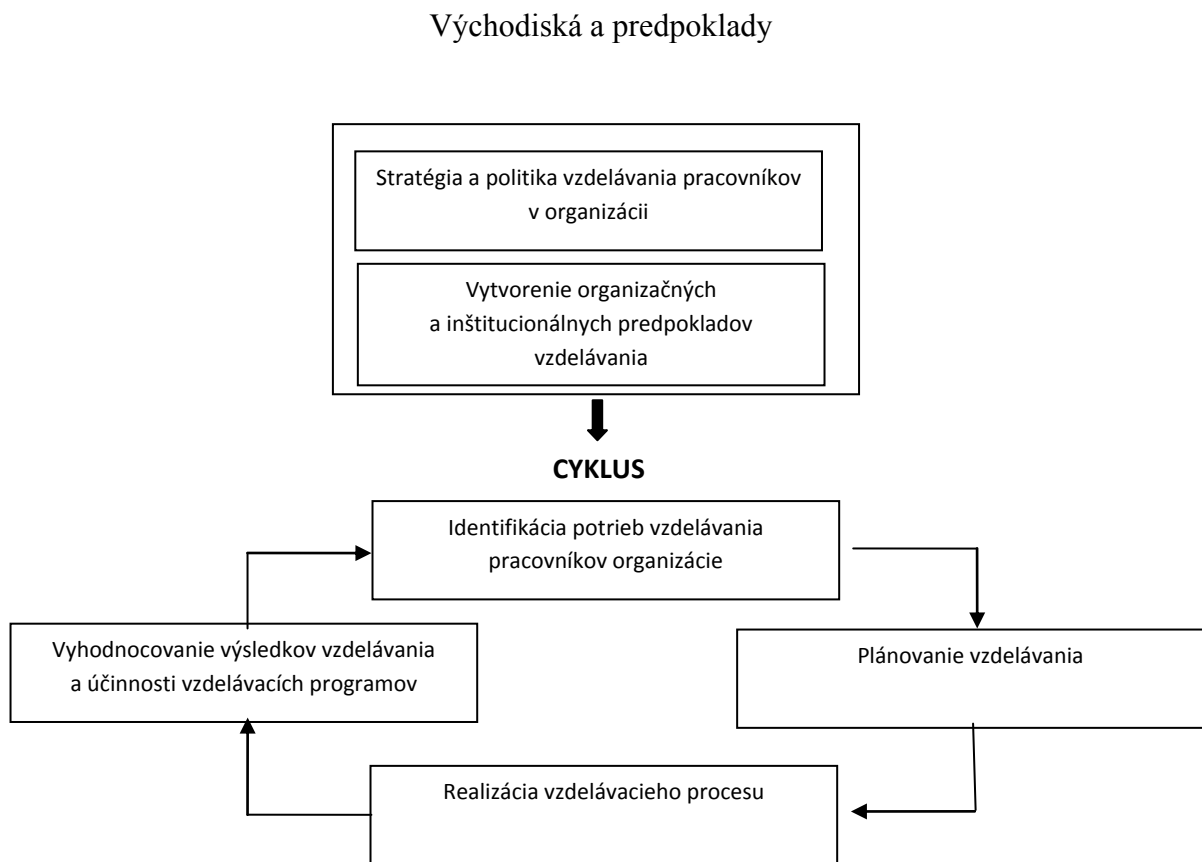 Východiská a predpoklady
Stratégia a politika vzdelávania pracovníkov
v organizácii
Vytvorenie organizačných
a inštitucionálnych predpokladov
vzdelávania
CYKLUS
Identifikácia potrieb vzdelávania
pracovníkov organizácie
Vyhodnocovanie výsledkov vzdelávania
a účinnosti vzdelávacích programov
Plánovanie vzdelávania
Realizácia vzdelávacieho procesu